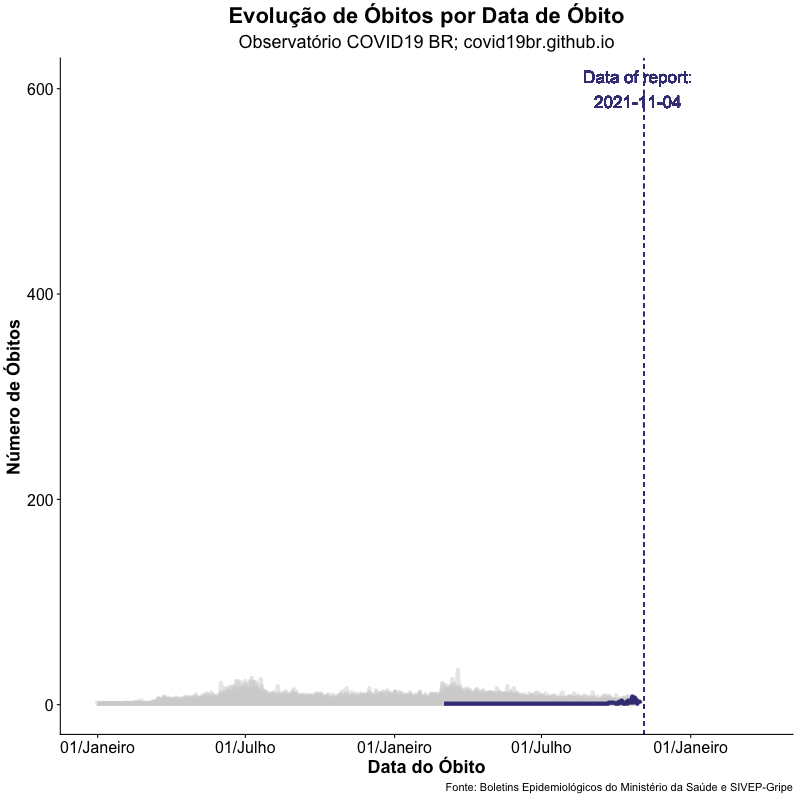 Evolução de Óbitos por Data de Óbito
Observatório COVID19 BR; covid19br.github.io
Data of report:
2021-11-04
600
400
200
0
Número de Óbitos
01/Janeiro
01/Julho
01/Janeiro
01/Julho
01/Janeiro
Data do Óbito
Fonte: Boletins Epidemiológicos do Ministério da Saúde e SIVEP-Gripe